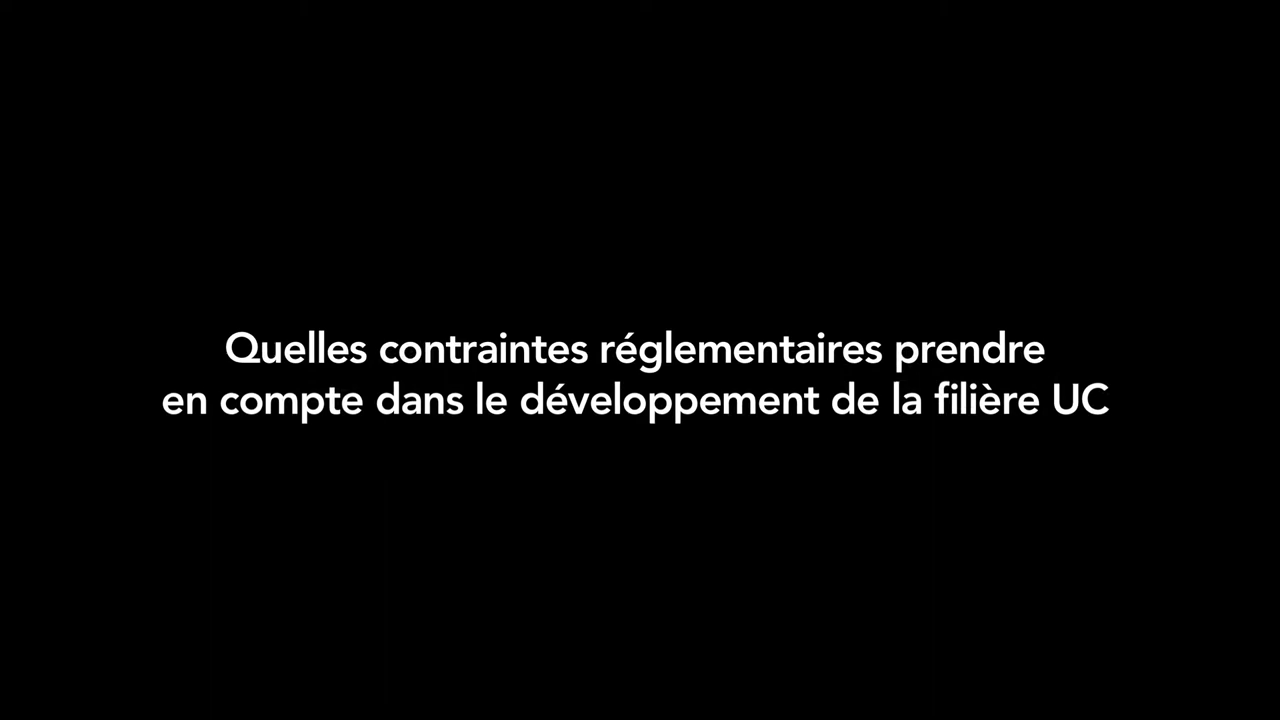 Quelles contraintes réglementaires prendre
en compte dans le développement de la filière UC